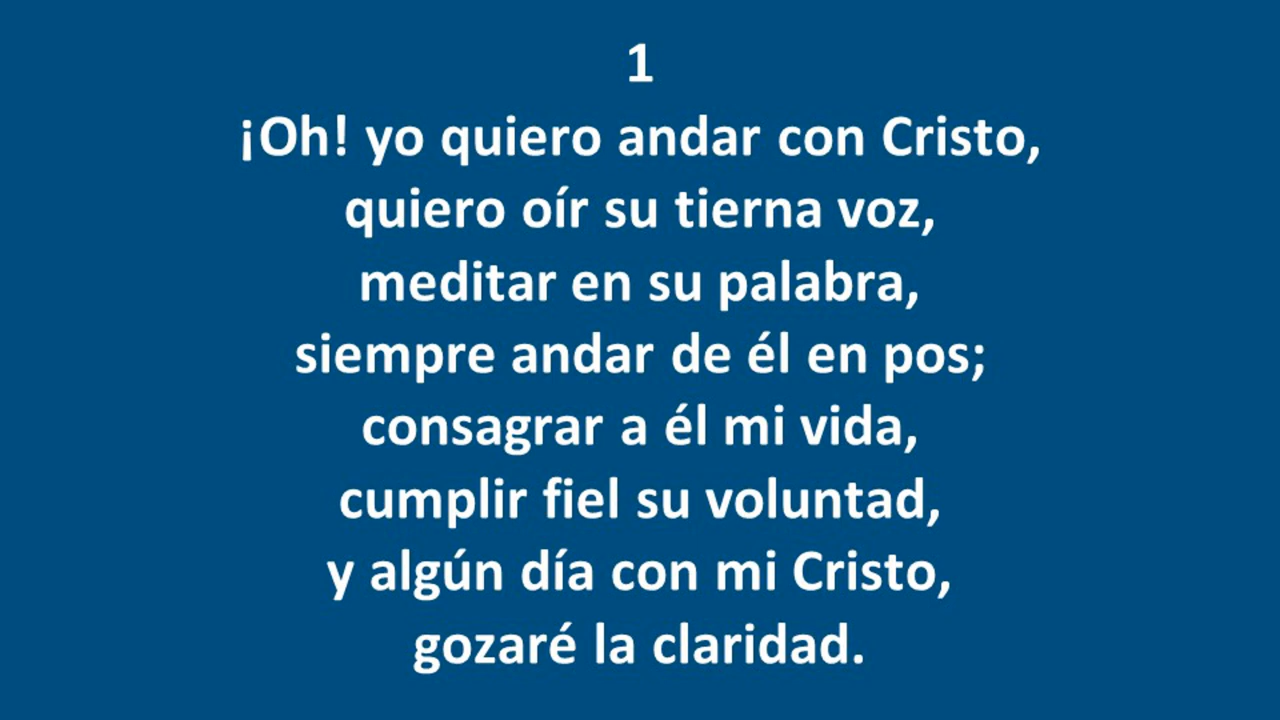 1
¡Oh! yo quiero andar con Cristo,
quiero oír su tierna voz,
meditar en su palabra,
siempre andar de él en pos;
consagrar a él mi vida,
cumplir fiel su voluntad,
y algún día con mi Cristo,
gozaré la claridad.